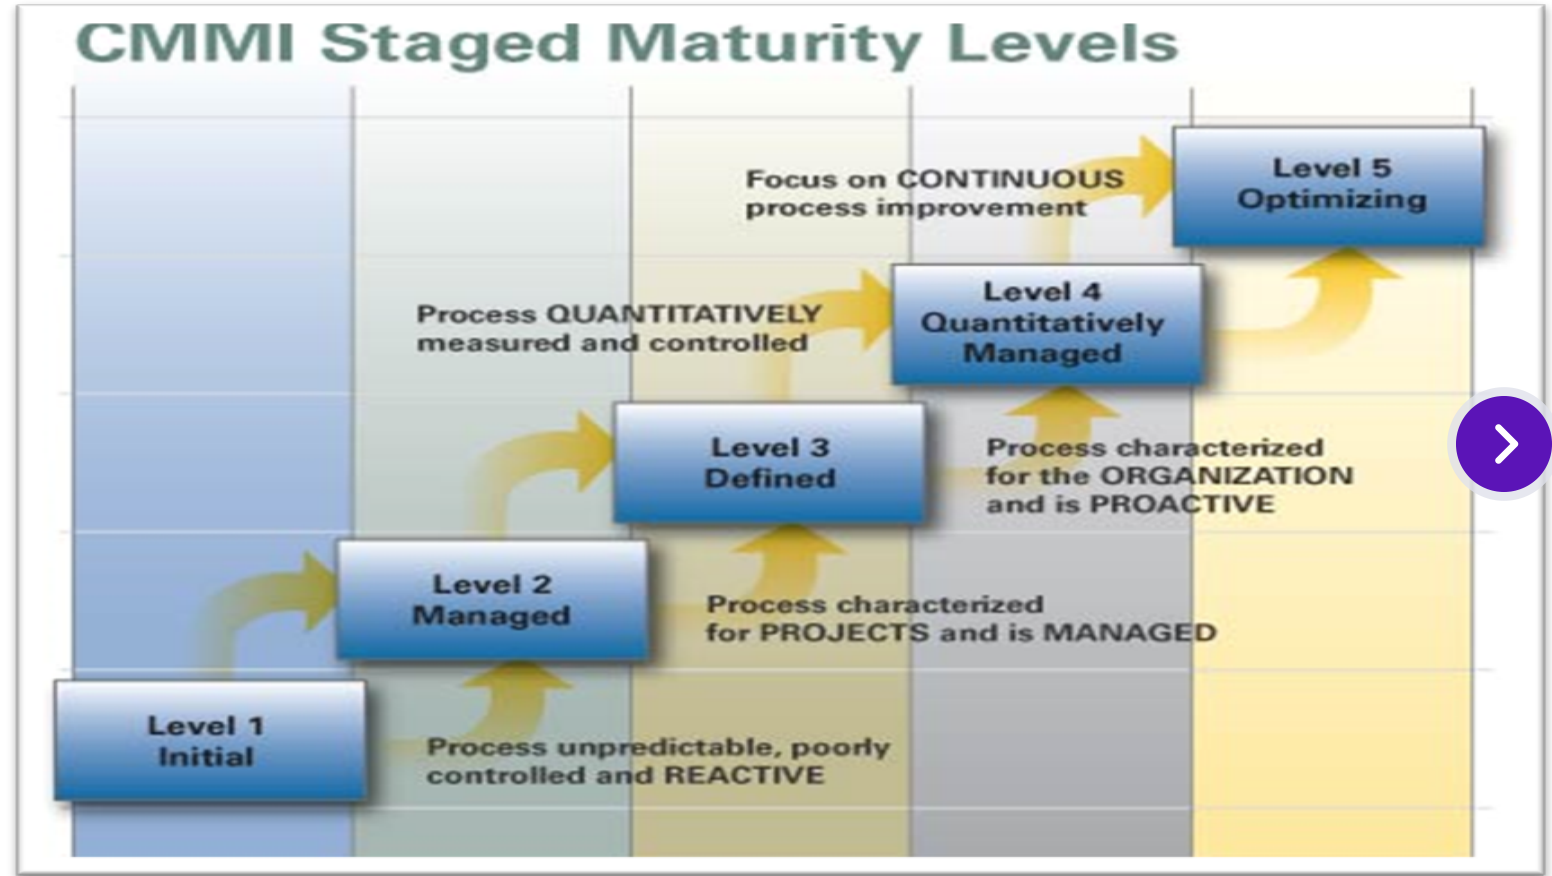 CMMI Staged Maturity Levels
Focus on CONTINUOUS
process improvement
Level 5
Optimizing
Process QUANTITATIVELY
measured and controlled
Level 4
Quantitatively
Managed
Level 3
Defined
Process characterized
for the ORGANIZATION
and is PROACTIVE
Level 2
Managed
Process characterized
for PROJECTS and is MANAGED
Level 1
Initial
Process unpredictable, poorly
controlled and REACTIVE